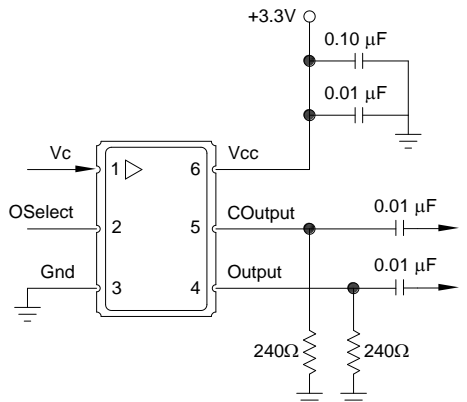 +3.3V
0.10 μF
0.01 μF
Vc
1
6
Vcc
OSelect
2
5
COutput
0.01 μF
Gnd
3
4
Output
0.01 μF
240Ω
240Ω